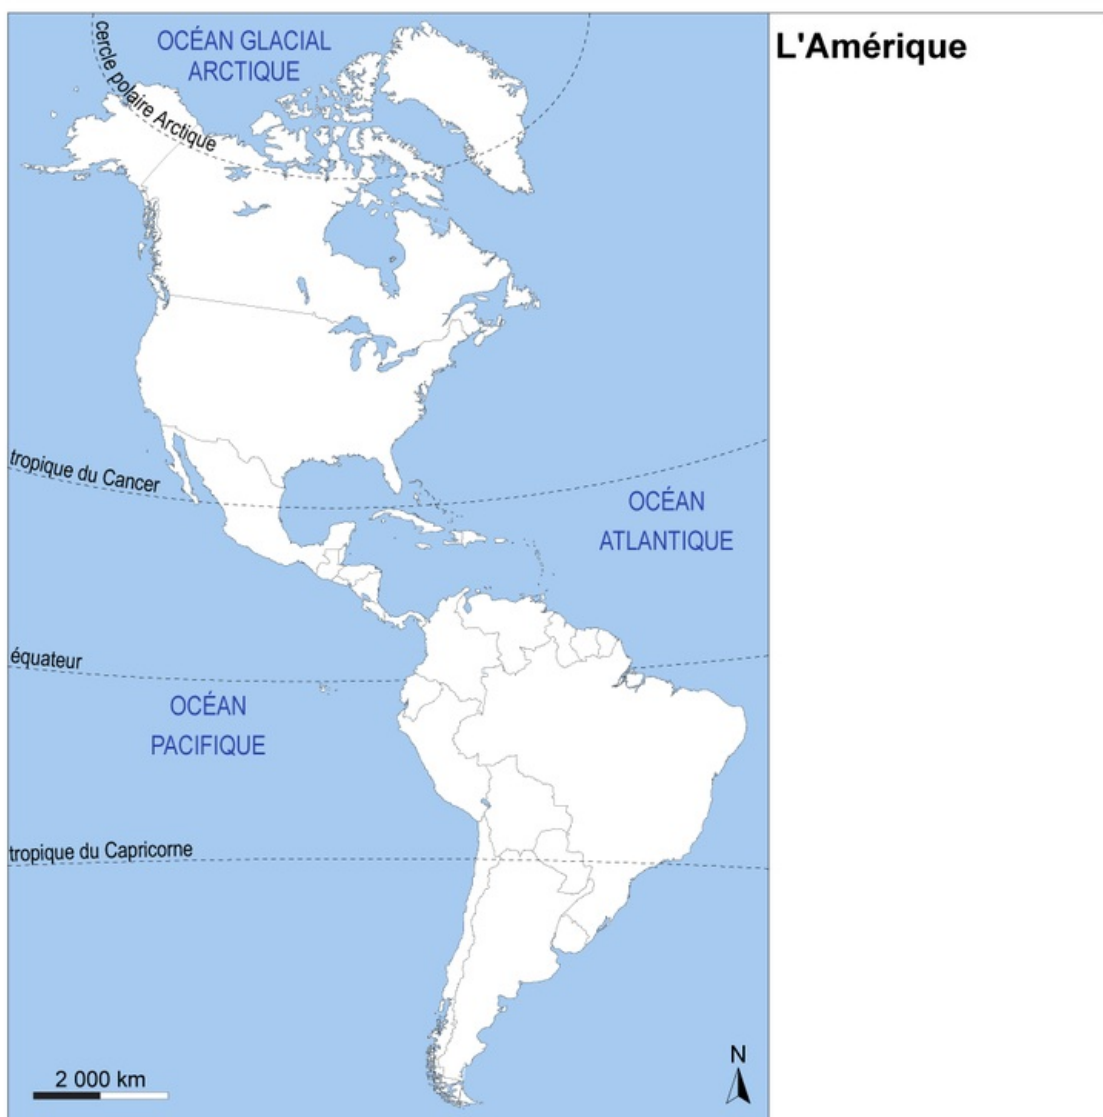 L'Amérique
OCÉAN GLACIAL
ARCTIQUE
cercle polaire Arctique
tropique du Cancer
OCÉAN
ATLANTIQUE
équateur
OCÉAN
PACIFIQUE
tropique du Capricorne
2 000 km
N